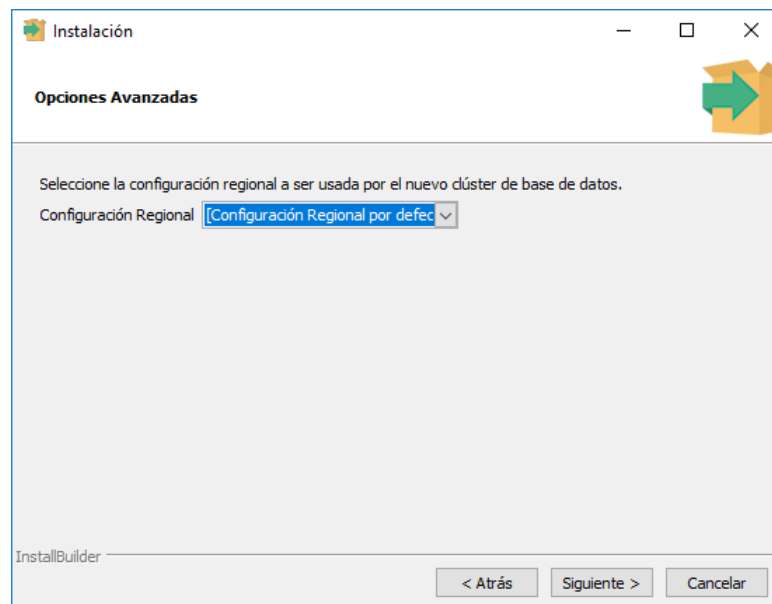 Instalación
Opciones Avanzadas
Seleccione la configuración regional a ser usada por el nuevo clúster de base de datos.
Configuración Regional [Configuración Regional por defec
InstallBuilder
< Atrás Siguiente > Cancelar